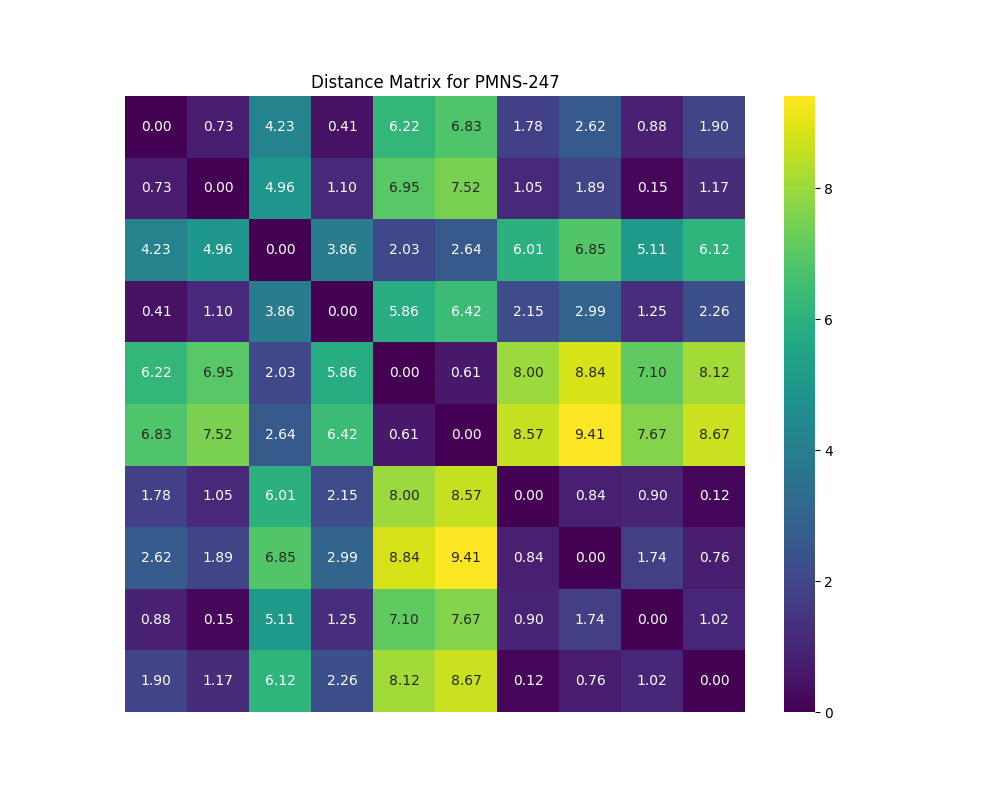 Distance Matrix for PMNS-247
0.00 0.73 4.23 0.41 6.22 6.83 1.78 2.62 0.88 1.90
0.73 0.00 4.96 1.10 6.95 7.52 1.05 1.89 0.15 1.17
4.23 4.96 0.00 3.86 2.03 2.64 6.01 6.85 5.11 6.12
0.41 1.10 3.86 0.00 5.86 6.42 2.15 2.99 1.25 2.26
6.22 6.95 2.03 5.86 0.00 0.61 8.00 8.84 7.10 8.12
6.83 7.52 2.64 6.42 0.61 0.00 8.57 9.41 7.67 8.67
1.78 1.05 6.01 2.15 8.00 8.57 0.00 0.84 0.90 0.12
2.62 1.89 6.85 2.99 8.84 9.41 0.84 0.00 1.74 0.76
0.88 0.15 5.11 1.25 7.10 7.67 0.90 1.74 0.00 1.02
1.90 1.17 6.12 2.26 8.12 8.67 0.12 0.76 1.02 0.00
8
6
4
2
0